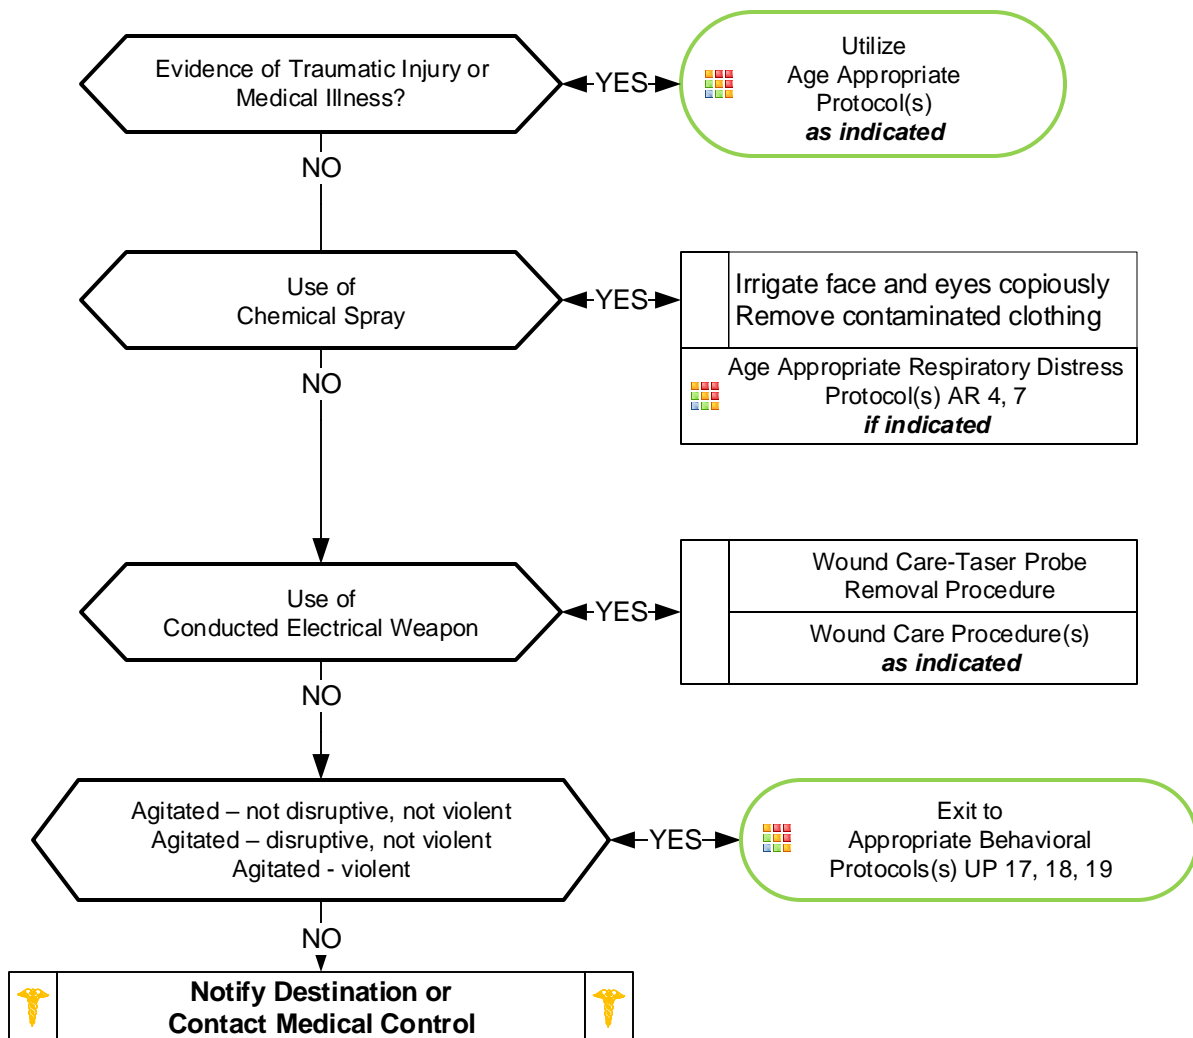 Evidence of Traumatic Injury or
Medical Illness?
YES
Utilize
Age Appropriate
Protocol(s)
as indicated
NO
Use of
Chemical Spray
YES
Irrigate face and eyes copiously
Remove contaminated clothing
Age Appropriate Respiratory Distress
Protocol(s) AR 4, 7
if indicated
NO
Use of
Conducted Electrical Weapon
YES
Wound Care-Taser Probe
Removal Procedure
Wound Care Procedure(s)
as indicated
NO
Agitated – not disruptive, not violent
Agitated – disruptive, not violent
Agitated - violent
YES
Exit to
Appropriate Behavioral
Protocols(s) UP 17, 18, 19
NO
Notify Destination or
Contact Medical Control